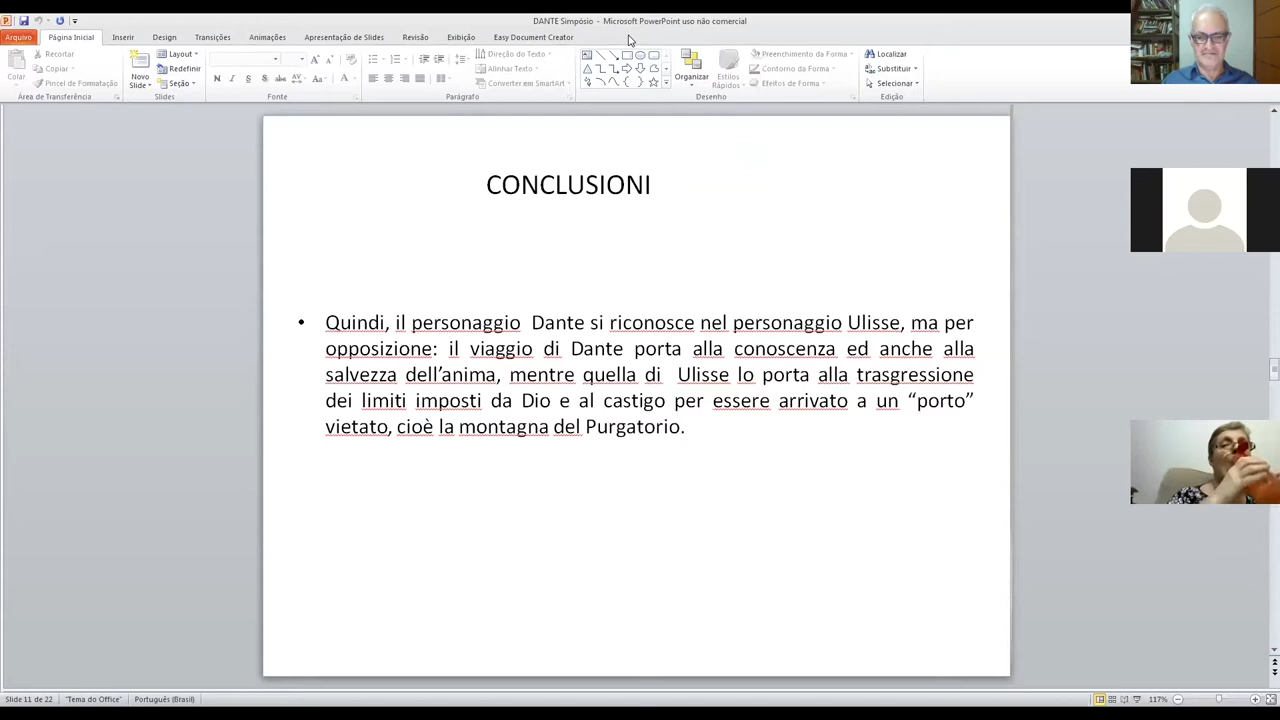 DANTE Simpósio - Microsoft PowerPoint uso não comercial
Arquivo Página Inicial Inserir Design Transições Animações Apresentação de Slides Revisão Exibição Easy Document Creator
Colar
Recortar
Copiar
Pincel de Formatação
Área de Transferência
Novo
Slide
Layout
Redefinir
Seção
Slides
N I S S abc AV Aa A
Fonte
Direção do Texto
Alinhar Texto
Converter em SmartArt
Parágrafo
Organizar
Estilos
Rápidos
Preenchimento da Forma
Contorno da Forma
Efeitos de Forma
Desenho
Localizar
Substituir
Selecionar
Edição
CONCLUSIONI
• Quindi, il personaggio Dante si riconosce nel personaggio Ulisse, ma per
opposizione: il viaggio di Dante porta alla conoscenza ed anche alla
salvezza dell’anima, mentre quella di Ulisse lo porta alla trasgressione
dei limiti imposti da Dio e al castigo per essere arrivato a un “porto”
vietato, cioè la montagna del Purgatorio.
Slide 11 de 22 "Tema do Office" Português (Brasil) 117%